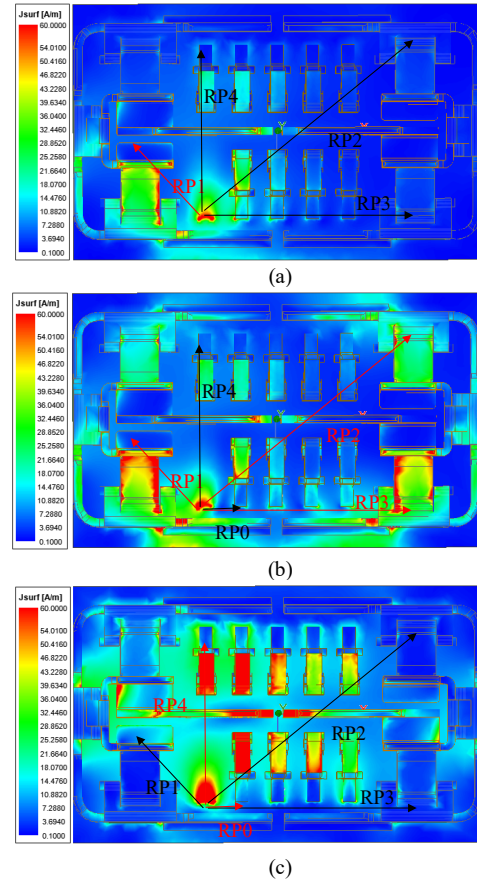 Jsurf [A/m]
60.0000
54.0100
50.4160
46.8220
43.2280
39.6340
36.0400
32.4460
28.8520
25.2580
21.6640
18.0700
14.4760
10.8820
7.2880
3.6940
0.1000
RP4
RP2
RP1
RP3
(a)
Jsurf [A/m]
60.0000
54.0100
50.4160
46.8220
43.2280
39.6340
36.0400
32.4460
28.8520
25.2580
21.6640
18.0700
14.4760
10.8820
7.2880
3.6940
0.1000
RP4
RP2
RP1
RP3
RP0
(b)
Jsurf [A/m]
60.0000
54.0100
50.4160
46.8220
43.2280
39.6340
36.0400
32.4460
28.8520
25.2580
21.6640
18.0700
14.4760
10.8820
7.2880
3.6940
0.1000
RP4
RP2
RP1
RP3
RP0
(c)